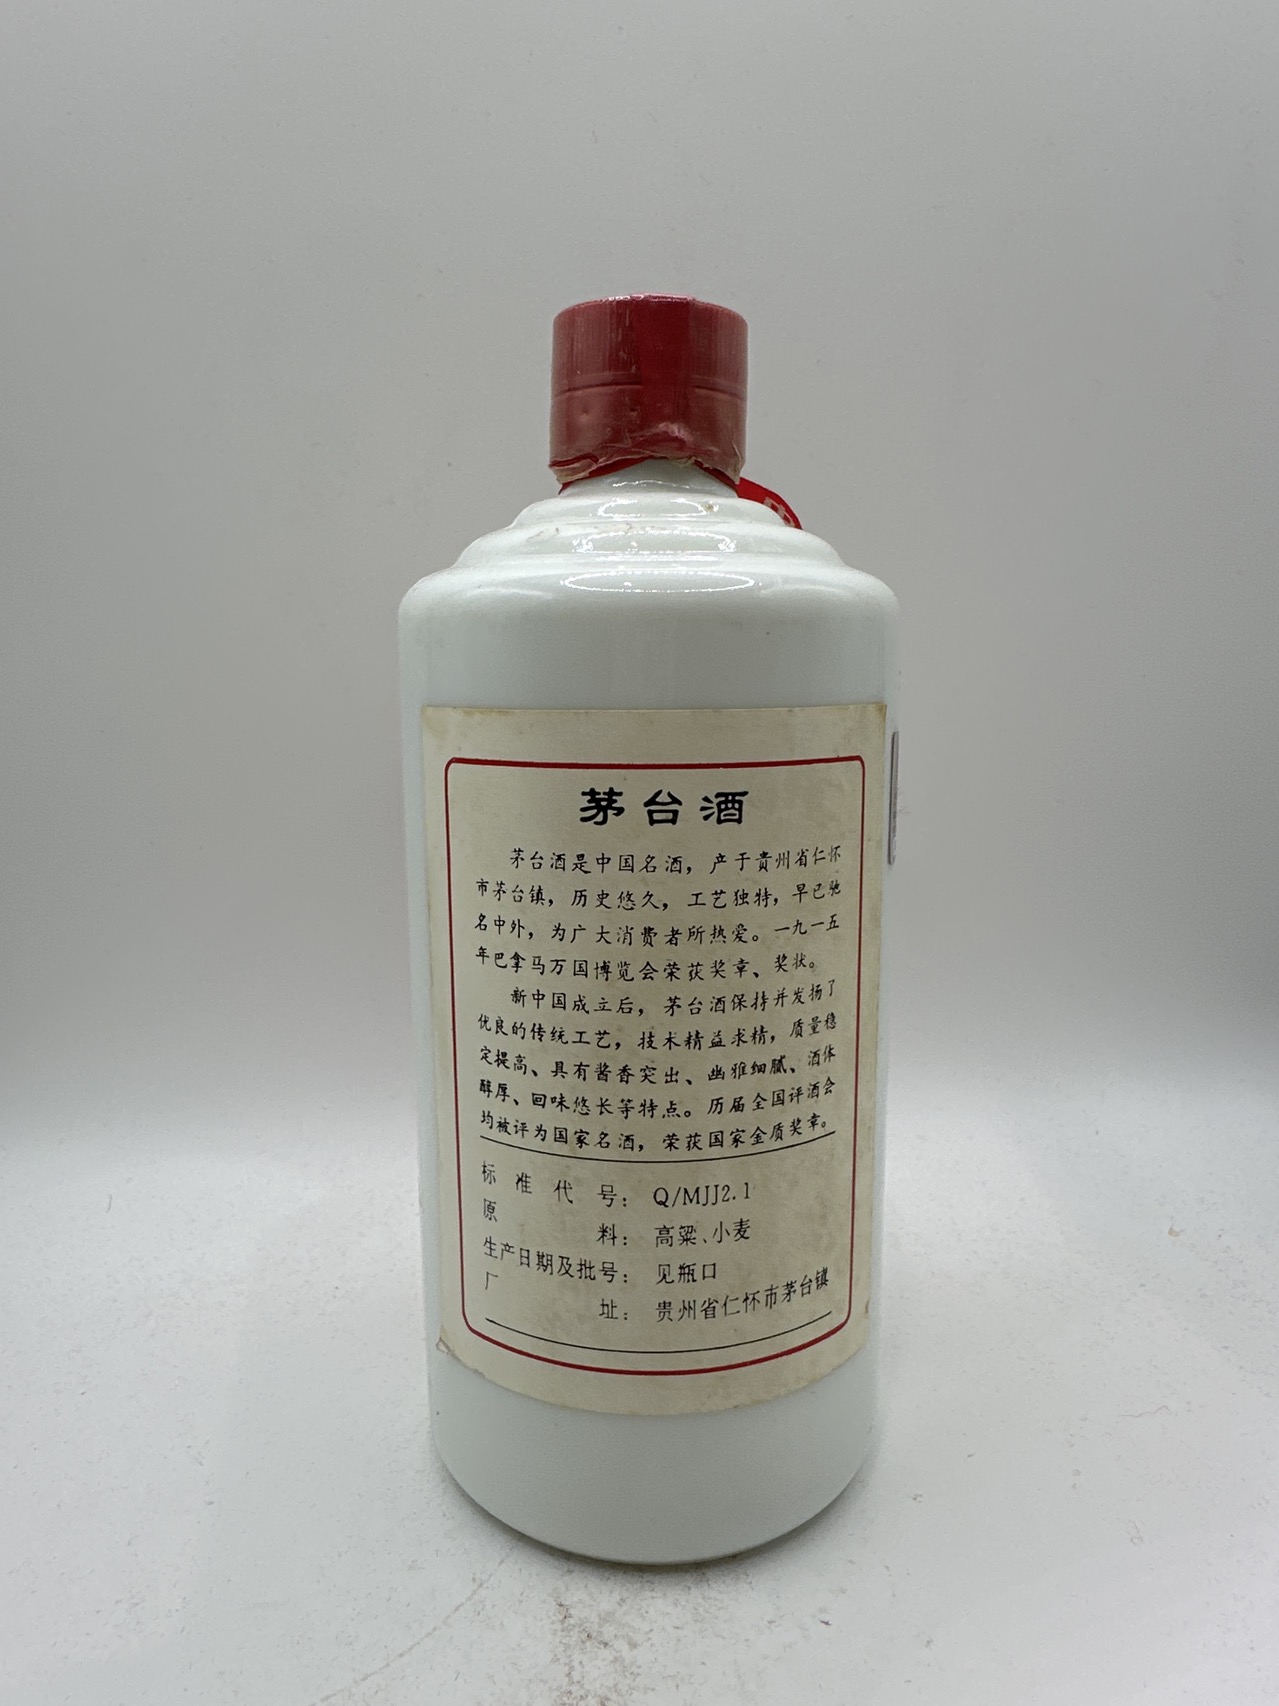 茅台酒
茅台酒是中国名酒，产于贵州省仁怀
市茅台镇，历史悠久，工艺独特，早已驰
名中外，为广大消费者所热爱。一九一五
年巴拿马万国博览会荣获奖章、奖状。
新中国成立后，茅台酒保持并发扬了
优良的传统工艺，技术精益求精，质量稳
定提高、具有酱香突出、幽雅细腻、酒体
醇厚、回味悠长等特点。历届全国评酒会
均被评为国家名酒，荣获国家金质奖章。
标准代号：Q/MJJ2.1
原料：高粱、小麦
生产日期及批号：见瓶口
厂址：贵州省仁怀市茅台镇